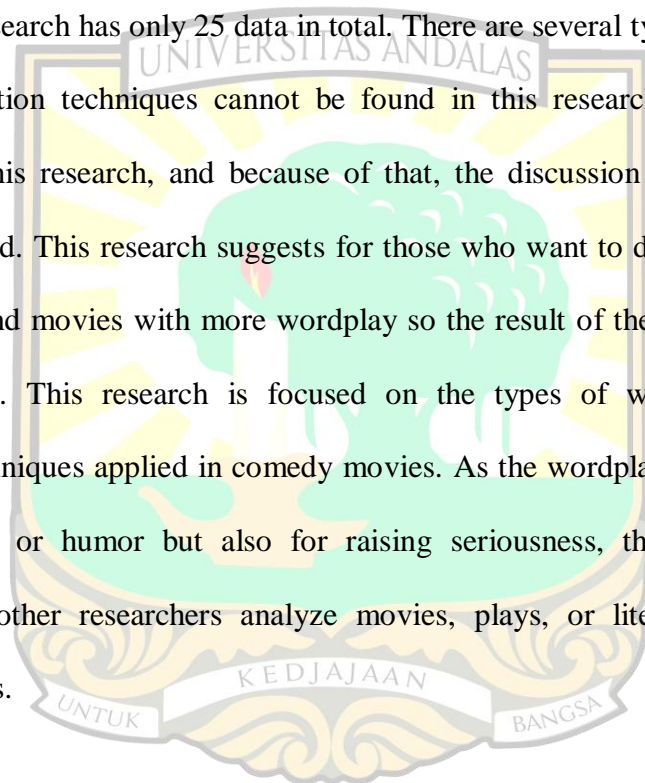 search has only 25 data in total. There are several ty
UNIVERSITAS ANDALAS
tion techniques cannot be found in this research
his research, and because of that, the discussion
d. This research suggests for those who want to d
nd movies with more wordplay so the result of the
. This research is focused on the types of w
hniques applied in comedy movies. As the wordpla
or humor but also for raising seriousness, th
other researchers analyze movies, plays, or lite
s.
KEDJAJAAN
UNTUK
BANGSA